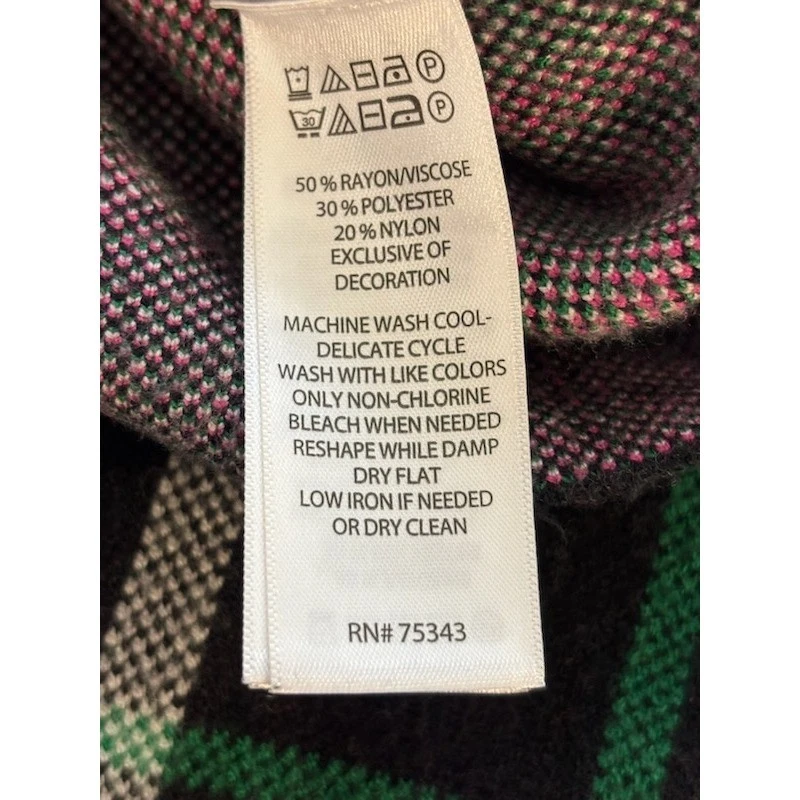 P
30 P
50 % RAYON/VISCOSE
30 % POLYESTER
20 % NYLON
EXCLUSIVE OF
DECORATION
MACHINE WASH COOL-
DELICATE CYCLE
WASH WITH LIKE COLORS
ONLY NON-CHLORINE
BLEACH WHEN NEEDED
RESHAPE WHILE DAMP
DRY FLAT
LOW IRON IF NEEDED
OR DRY CLEAN
RN# 75343